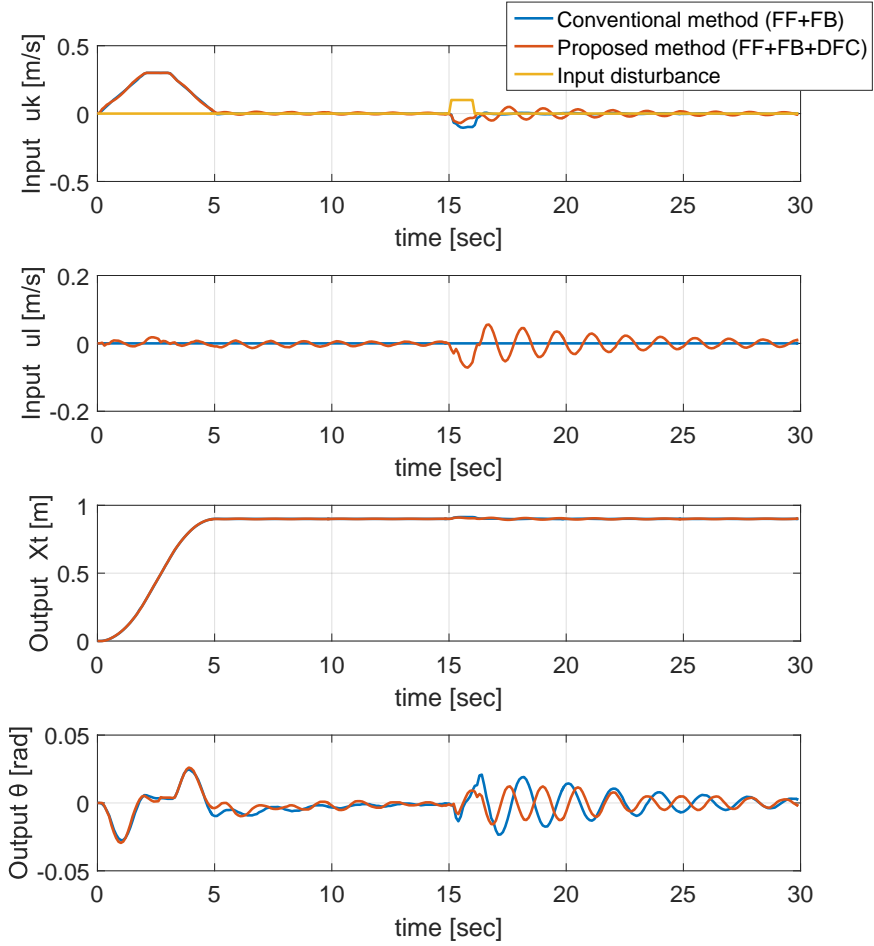 Conventional method (FF+FB)
Proposed method (FF+FB+DFC)
Input disturbance
Input uk [m/s]
0.5
0
-0.5
0 5 10 15 20 25 30
time [sec]
Input ul [m/s]
0.2
0
-0.2
0 5 10 15 20 25 30
time [sec]
Output Xt [m]
1
0.5
0
0 5 10 15 20 25 30
time [sec]
Output θ [rad]
0.05
0
-0.05
0 5 10 15 20 25 30
time [sec]